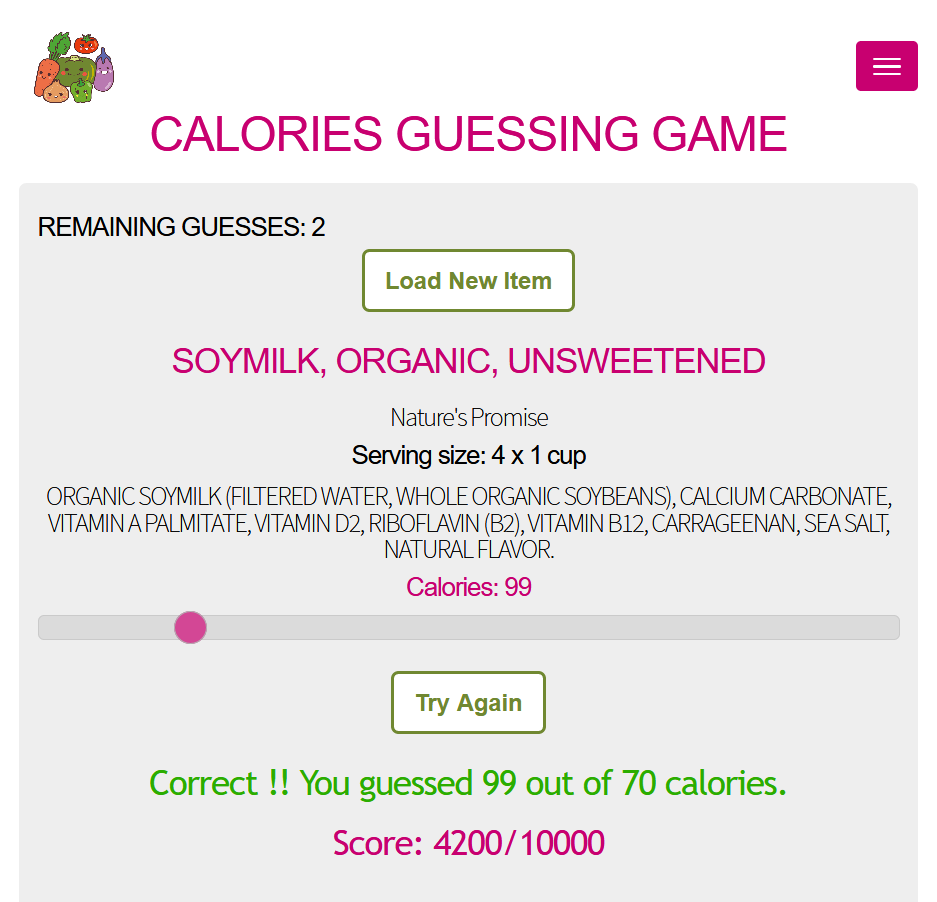 CALORIES GUESSING GAME
REMAINING GUESSES: 2
Load New Item
SOYMILK, ORGANIC, UNSWEETENED
Nature's Promise
Serving size: 4 x 1 cup
ORGANIC SOYMILK (FILTERED WATER, WHOLE ORGANIC SOYBEANS), CALCIUM CARBONATE,
VITAMIN A PALMITATE, VITAMIN D2, RIBOFLAVIN (B2), VITAMIN B12, CARRAGEENAN, SEA SALT,
NATURAL FLAVOR.
Calories: 99
Try Again
Correct !! You guessed 99 out of 70 calories.
Score: 4200/10000